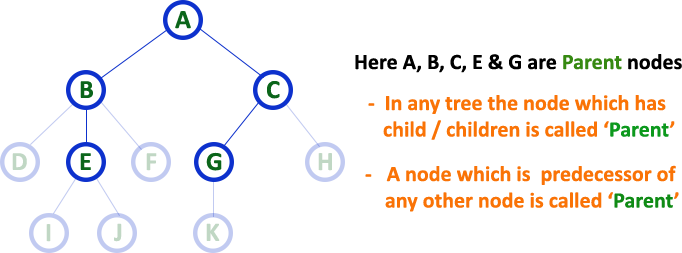 A
B
C
D
E
F
G
H
I
J
K
Here A, B, C, E & G are Parent nodes
- In any tree the node which has
child / children is called ‘Parent’
- A node which is predecessor of
any other node is called ‘Parent’